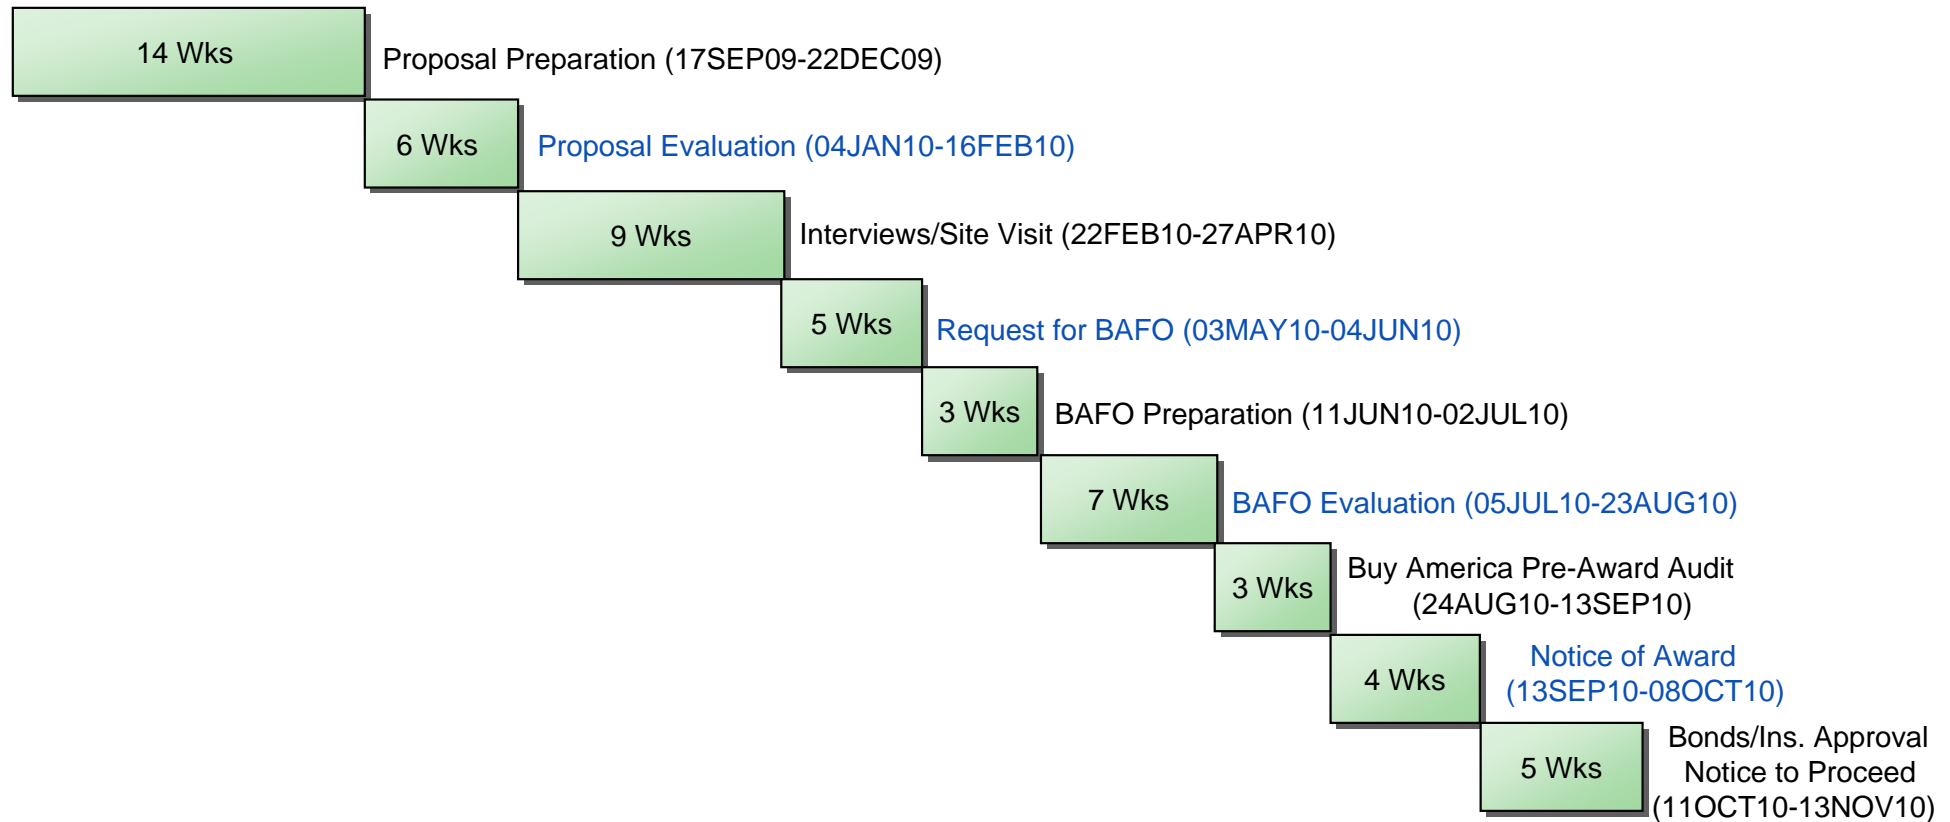 14 Wks
Proposal Preparation (17SEP09-22DEC09)
6 Wks
Proposal Evaluation (04JAN10-16FEB10)
9 Wks
Interviews/Site Visit (22FEB10-27APR10)
5 Wks
Request for BAFO (03MAY10-04JUN10)
3 Wks
BAFO Preparation (11JUN10-02JUL10)
7 Wks
BAFO Evaluation (05JUL10-23AUG10)
3 Wks
Buy America Pre-Award Audit
(24AUG10-13SEP10)
4 Wks
Notice of Award
(13SEP10-08OCT10)
5 Wks
Bonds/Ins. Approval
Notice to Proceed
(11OCT10-13NOV10)